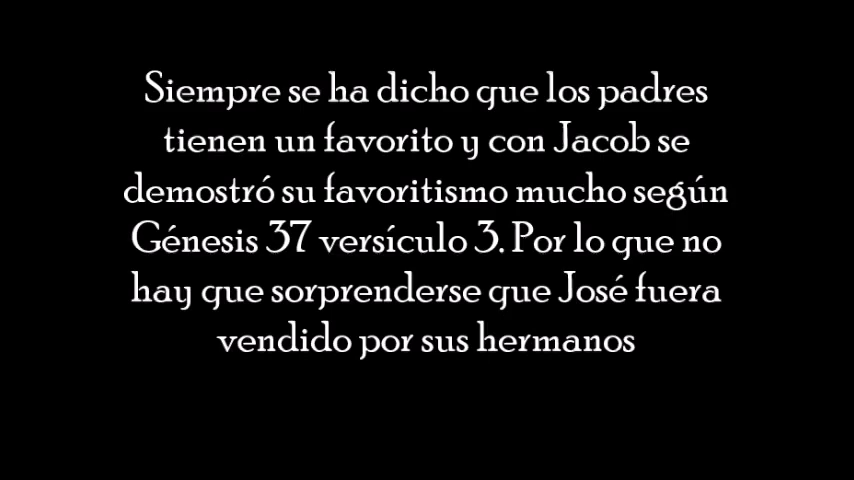 Siempre se ha dicho que los padres
tienen un favorito y con Jacob se
demostró su favoritismo mucho según
Génesis 37 versículo 3. Por lo que no
hay que sorprenderse que José fuera
vendido por sus hermanos